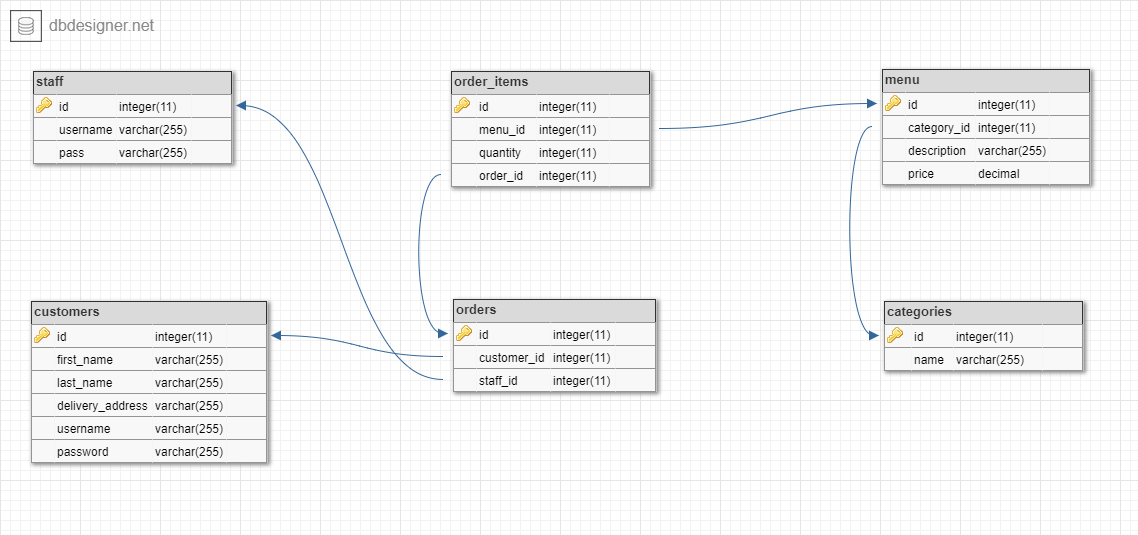 dbdesigner.net
staff
id integer(11)
username varchar(255)
pass varchar(255)
order_items
id integer(11)
menu_id integer(11)
quantity integer(11)
order_id integer(11)
menu
id integer(11)
category_id integer(11)
description varchar(255)
price decimal
customers
id integer(11)
first_name varchar(255)
last_name varchar(255)
delivery_address varchar(255)
username varchar(255)
password varchar(255)
orders
id integer(11)
customer_id integer(11)
staff_id integer(11)
categories
id integer(11)
name varchar(255)